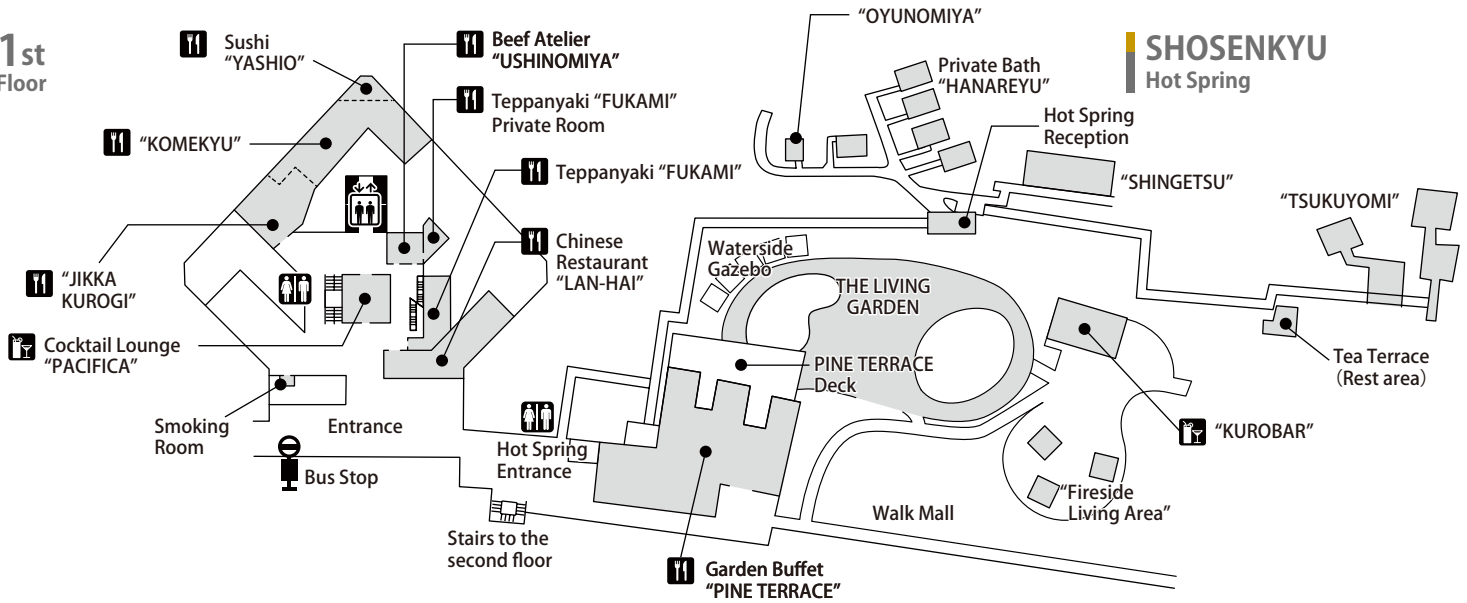 1st
Floor
Sushi
“YASHIO”
“KOMEKYU”
“JIKKA
KUROGI”
Cocktail Lounge
“PACIFICA”
Smoking
Room
Entrance
Bus Stop
Beef Atelier
“USHINOMIYA”
Teppanyaki “FUKAMI”
Private Room
Teppanyaki “FUKAMI”
Chinese
Restaurant
“LAN-HAI”
Hot Spring
Entrance
Stairs to the
second floor
Garden Buffet
“PINE TERRACE”
Waterside
Gazebo
THE LIVING
GARDEN
PINE TERRACE
Deck
Walk Mall
“Fireside
Living Area”
“KUROBAR”
“OYUNOMIYA”
Private Bath
“HANAREYU”
Hot Spring
Reception
“SHINGETSU”
“TSUKUYOMI”
Tea Terrace
（Rest area）
SHOSENKYU
Hot Spring